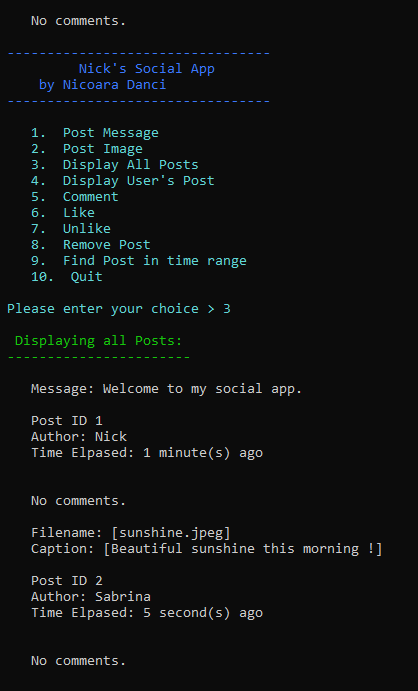 No comments.
---------------------------------
Nick's Social App
by Nicoara Danci
---------------------------------
1. Post Message
2. Post Image
3. Display All Posts
4. Display User's Post
5. Comment
6. Like
7. Unlike
8. Remove Post
9. Find Post in time range
10. Quit
Please enter your choice > 3
Displaying all Posts:
-----------------------
Message: Welcome to my social app.
Post ID 1
Author: Nick
Time Elpased: 1 minute(s) ago
No comments.
Filename: [sunshine.jpeg]
Caption: [Beautiful sunshine this morning !]
Post ID 2
Author: Sabrina
Time Elpased: 5 second(s) ago
No comments.